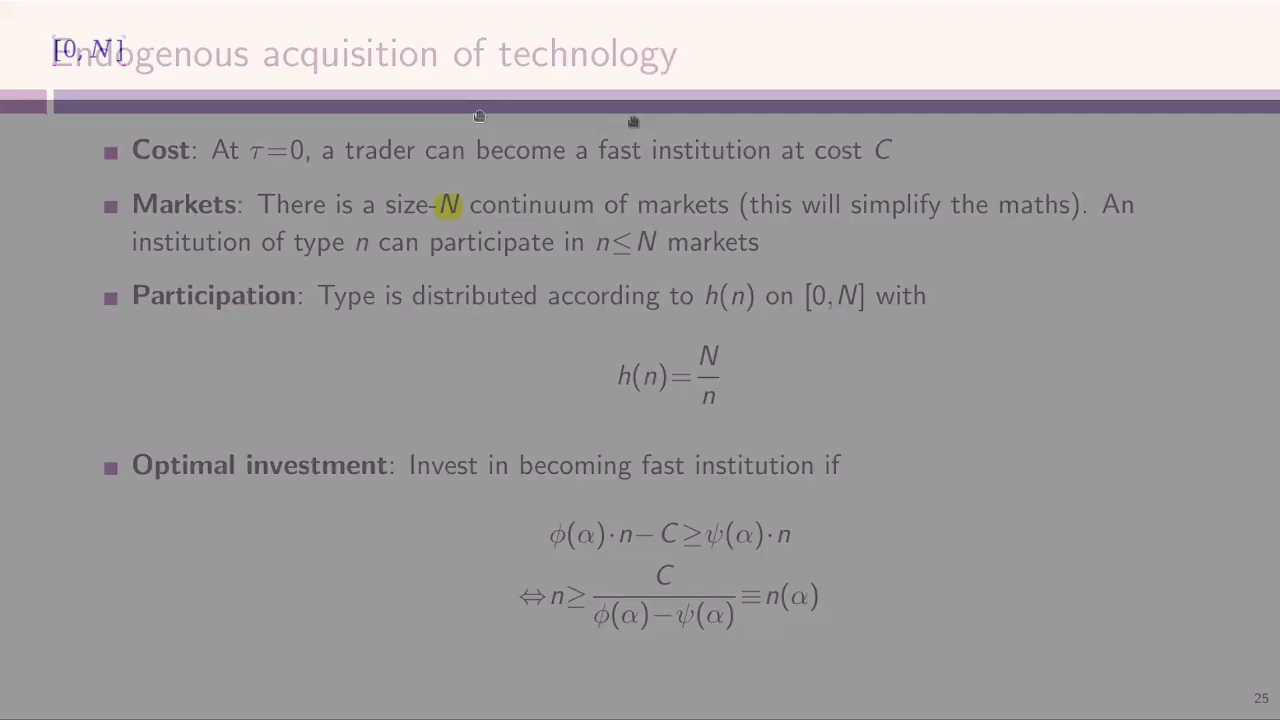 [0, N]
Endogenous acquisition of technology
Cost: At τ=0, a trader can become a fast institution at cost C
Markets: There is a size-N continuum of markets (this will simplify the maths). An
institution of type n can participate in n≤N markets
Participation: Type is distributed according to h(n) on [0,N] with
h(n)=N/n
Optimal investment: Invest in becoming fast institution if
ϕ(α)·n−C≥ψ(α)·n
⇔n≥C/(ϕ(α)−ψ(α))≡n(α)
25